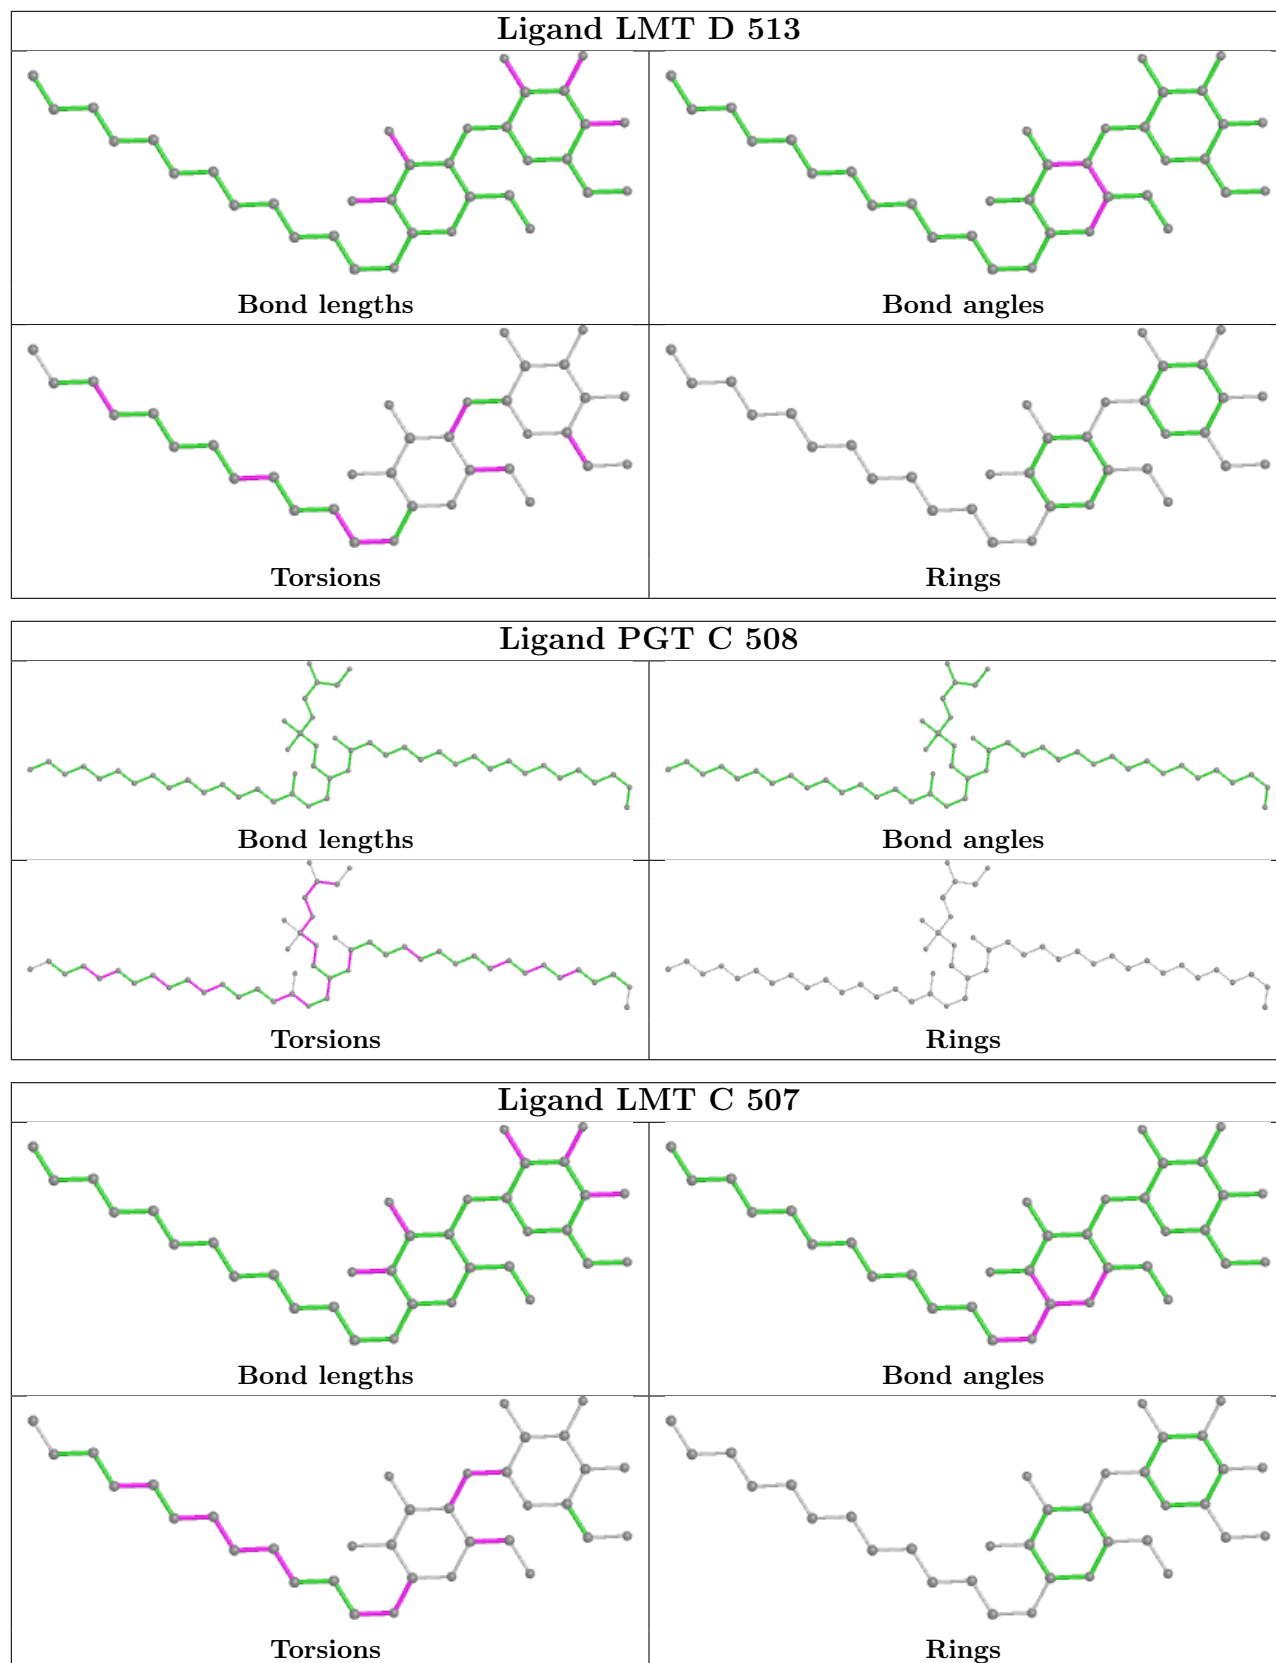 Ligand LMT D 513
Bond lengths
Bond angles
Torsions
Rings
Ligand PGT C 508
Bond lengths
Bond angles
Torsions
Rings
Ligand LMT C 507
Bond lengths
Bond angles
Torsions
Rings